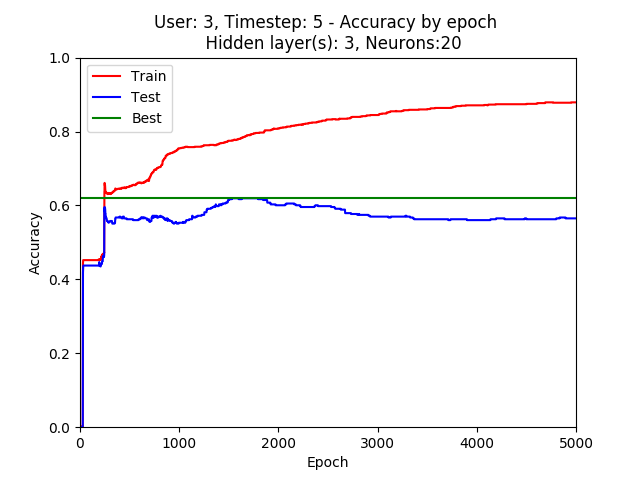 User: 3, Timestep: 5 - Accuracy by epoch
Hidden layer(s): 3, Neurons:20
Train
Test
Best
Accuracy
1.0
0.8
0.6
0.4
0.2
0.0
0 1000 2000 3000 4000 5000
Epoch